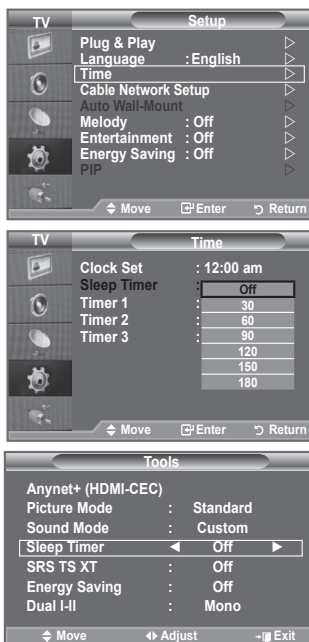 TV Setup
Plug & Play
Language : English
Time
Cable Network Setup
Auto Wall-Mount
Melody : Off
Entertainment : Off
Energy Saving : Off
PIP
Move Enter Return
TV Time
Clock Set : 12:00 am
Sleep Timer : Off
Timer 1 : 30
Timer 2 : 60
Timer 3 : 90
120
150
180
Move Enter Return
Tools
Anynet+ (HDMI-CEC)
Picture Mode : Standard
Sound Mode : Custom
Sleep Timer Off
SRS TS XT : Off
Energy Saving : Off
Dual I-II : Mono
Move Adjust Exit